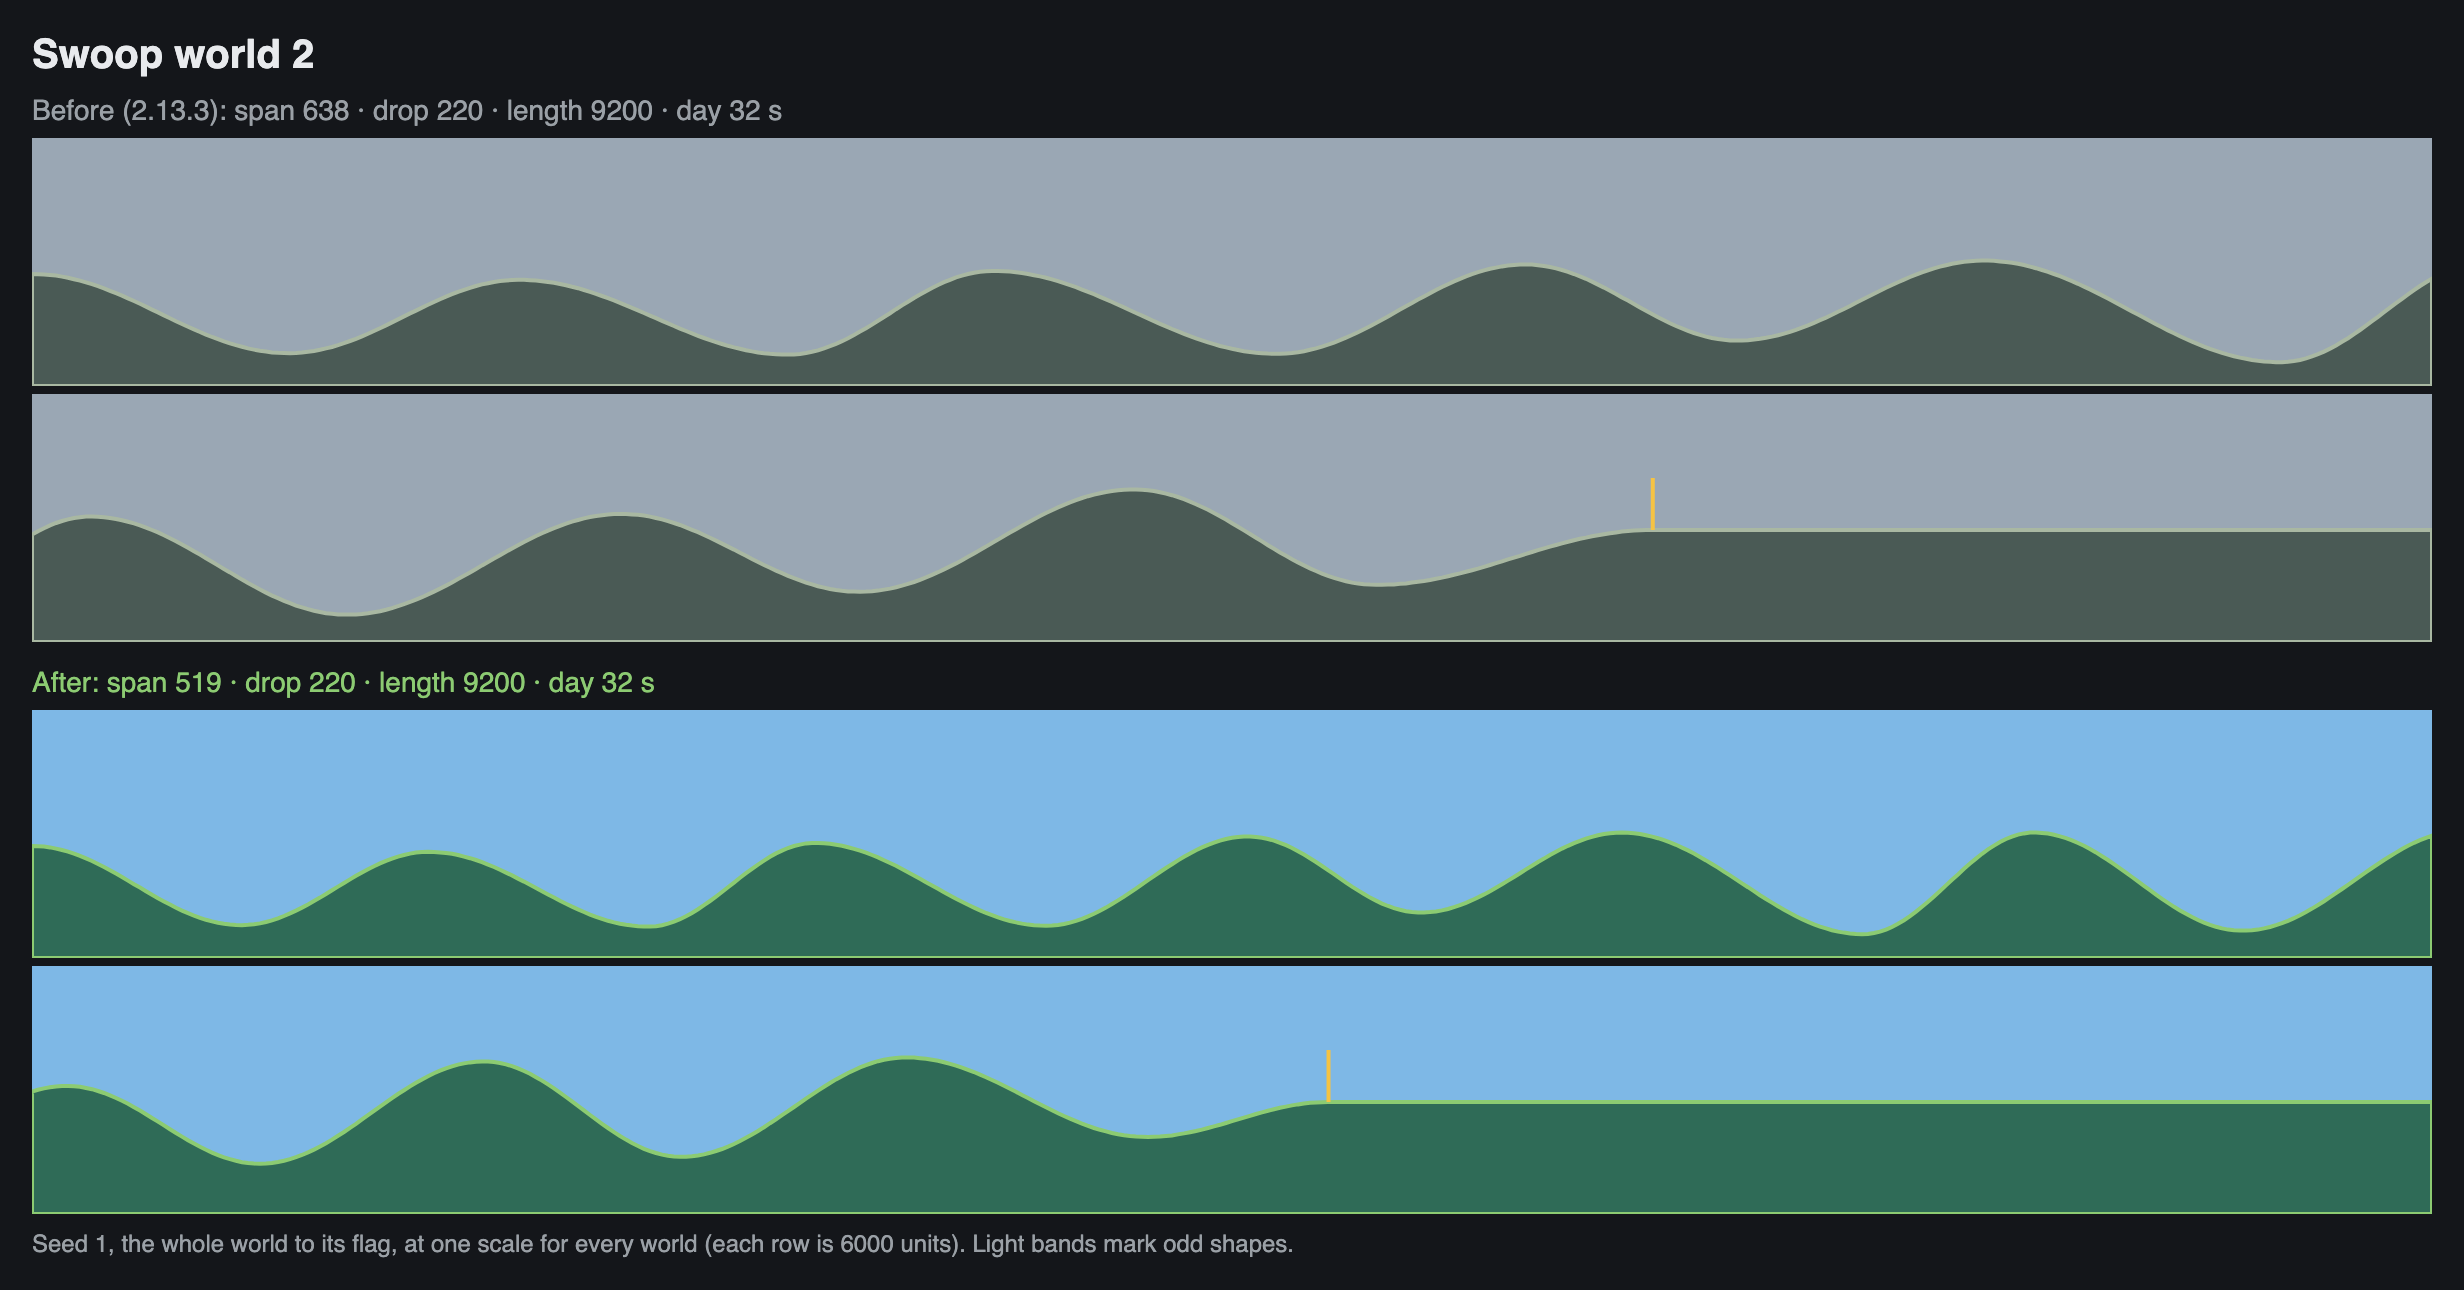 Swoop world 2
Before (2.13.3): span 638 · drop 220 · length 9200 · day 32 s
After: span 519 · drop 220 · length 9200 · day 32 s
Seed 1, the whole world to its flag, at one scale for every world (each row is 6000 units). Light bands mark odd shapes.